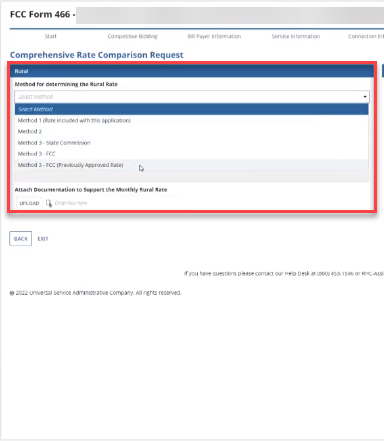 FCC Form 466 -
Start Competitive Bidding Bill Payer Information Service Information Connection Inf
Comprehensive Rate Comparison Request
Rural
Method for determining the Rural Rate
Select Method
Select Method
Method 1 (Rate included with this application)
Method 2
Method 3 - State Commission
Method 3 - FCC
Method 3 - FCC (Previously Approved Rate)
Attach Documentation to Support the Monthly Rural Rate
UPLOAD Drop files here
BACK EXIT
If you have questions please contact our Help Desk at (800) 453-1546 or RHC-Assi
@ 2022 Universal Service Administrative Company. All rights reserved.